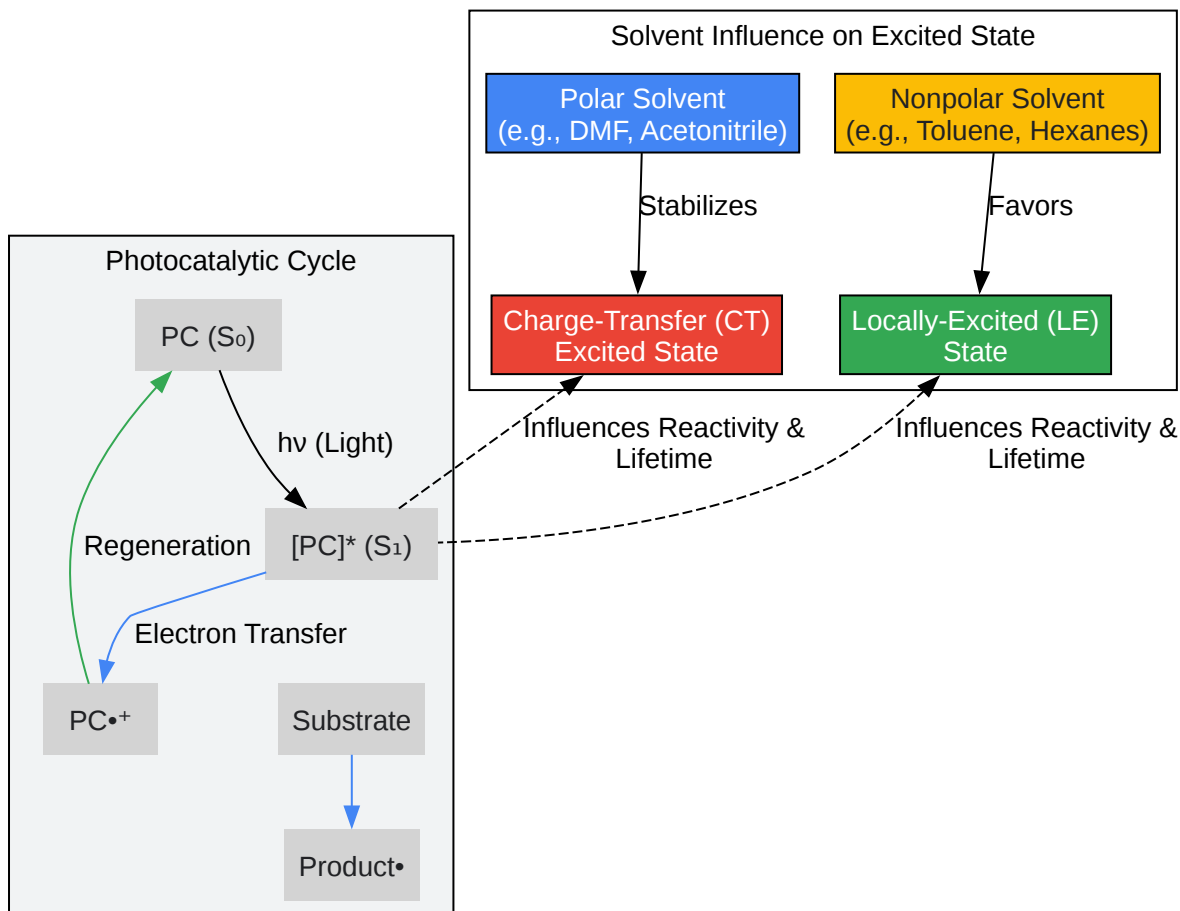 Solvent Influence on Excited State
Polar Solvent
(e.g., DMF, Acetonitrile)
Nonpolar Solvent
(e.g., Toluene, Hexanes)
Stabilizes
Favors
Charge-Transfer (CT)
Excited State
Locally-Excited (LE)
State
Influences Reactivity &
Lifetime
Influences Reactivity &
Lifetime
Photocatalytic Cycle
PC (S₀)
hν (Light)
[PC]* (S₁)
Regeneration
Electron Transfer
PC•⁺
Substrate
Product•